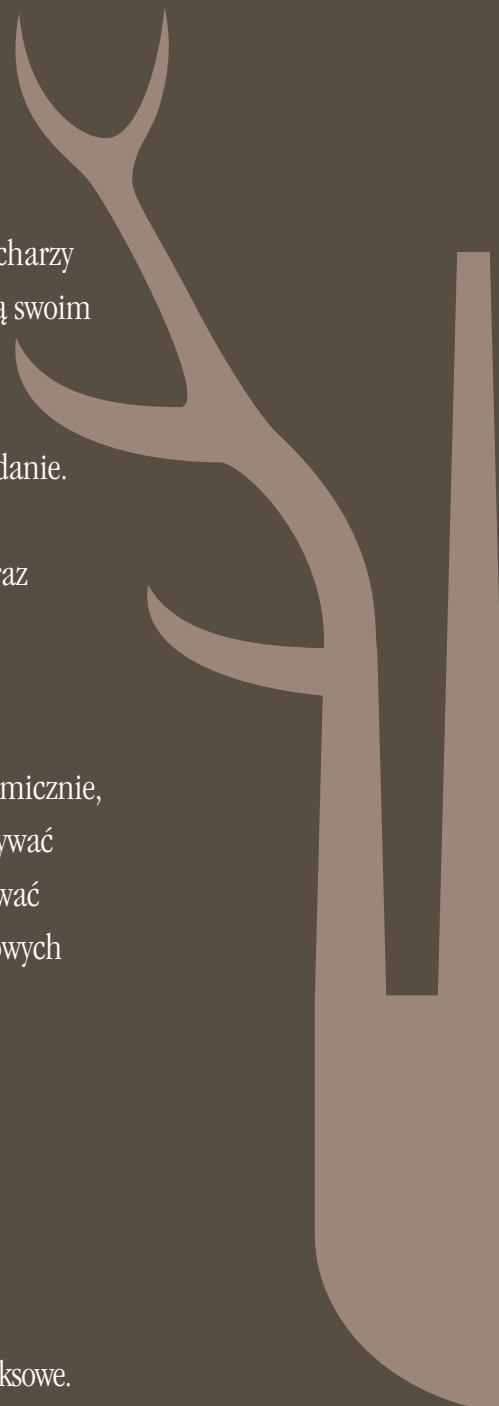 charzy
ą swoim
danie.
raz
micznie,
ywać
wać
owych
ksowe.